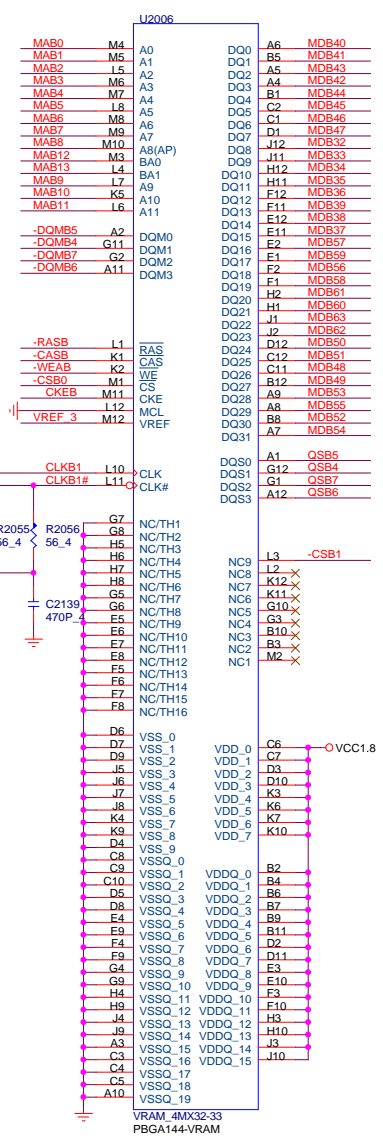 U2006
MAB0 M4 A0 DQ0 A6 MDB40
MAB1 M5 A1 DQ1 B5 MDB41
MAB2 L5 A2 DQ2 A5 MDB43
MAB3 M6 A3 DQ3 A4 MDB42
MAB4 M7 A4 DQ4 B1 MDB44
MAB5 L8 A5 DQ5 C2 MDB45
MAB6 M8 A6 DQ6 C1 MDB46
MAB7 M9 A7 DQ7 D1 MDB47
MAB8 M10 A8(AP) DQ8 J12 MDB32
MAB12 M3 BA0 DQ9 J11 MDB33
MAB13 L4 BA1 DQ10 H12 MDB34
MAB9 L7 A9 DQ11 H11 MDB35
MAB10 K5 A10 DQ12 F12 MDB36
MAB11 L6 A11 DQ13 F11 MDB39
DQ14 E12 MDB38
-DQMB5 A2 DQM0 DQ15 E11 MDB37
-DQMB4 G11 DQM1 DQ16 E2 MDB57
-DQMB7 G2 DQM2 DQ17 E1 MDB59
-DQMB6 A11 DQM3 DQ18 F2 MDB56
DQ19 F1 MDB58
DQ20 H2 MDB61
DQ21 H1 MDB60
DQ22 J1 MDB63
DQ23 J2 MDB62
-RASB L1 RAS DQ24 D12 MDB50
-CASB K1 CAS DQ25 C12 MDB51
-WEAB K2 WE DQ26 C11 MDB48
-CSB0 M1 CS DQ27 B12 MDB49
CKEB M11 CKE DQ28 A9 MDB53
L12 MCL DQ29 A8 MDB55
VREF_3 M12 VREF DQ30 B8 MDB52
DQ31 A7 MDB54
DQS0 A1 QSB5
CLKB1 L10 CLK DQS1 G12 QSB4
CLKB1# L11 CLK# DQS2 G1 QSB7
DQS3 A12 QSB6
R2055 56_4
R2056 56_4
C2139 470P_4
G7 NC/TH1
G8 NC/TH2
H5 NC/TH3
H6 NC/TH4 NC9 L3 -CSB1
H7 NC/TH5 NC8 L2
H8 NC/TH6 NC7 K12
G5 NC/TH7 NC6 K11
G6 NC/TH8 NC5 G10
E5 NC/TH9 NC4 G3
E6 NC/TH10 NC3 B10
E7 NC/TH11 NC2 B3
E8 NC/TH12 NC1 M2
F5 NC/TH13
F6 NC/TH14
F7 NC/TH15
F8 NC/TH16
D6 VSS_0
D7 VSS_1 VDD_0 C6 VCC1.8
D9 VSS_2 VDD_1 C7
J5 VSS_3 VDD_2 D3
J6 VSS_4 VDD_3 D10
J7 VSS_5 VDD_4 K3
J8 VSS_6 VDD_5 K6
K4 VSS_7 VDD_6 K7
K9 VSS_8 VDD_7 K10
D4 VSS_9
C8 VSSQ_0
C9 VSSQ_1 VDDQ_0 B2
C10 VSSQ_2 VDDQ_1 B4
D5 VSSQ_3 VDDQ_2 B6
D8 VSSQ_4 VDDQ_3 B7
E4 VSSQ_5 VDDQ_4 B9
E9 VSSQ_6 VDDQ_5 B11
F4 VSSQ_7 VDDQ_6 D2
F9 VSSQ_8 VDDQ_7 D11
G4 VSSQ_9 VDDQ_8 E3
G9 VSSQ_10 VDDQ_9 E10
H4 VSSQ_11 VDDQ_10 F3
H9 VSSQ_12 VDDQ_11 F10
J4 VSSQ_13 VDDQ_12 H3
J9 VSSQ_14 VDDQ_13 H10
A3 VSSQ_15 VDDQ_14 J3
C3 VSSQ_16 VDDQ_15 J10
C4 VSSQ_17
C5 VSSQ_18
A10 VSSQ_19
VRAM_4MX32-33
PBGA144-VRAM